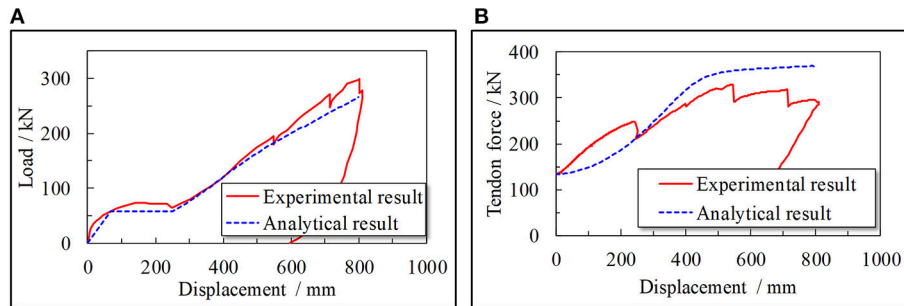 A
Load / kN
300
200
100
0
Experimental result
Analytical result
0 200 400 600 800 1000
Displacement / mm
B
Tendon force / kN
400
300
200
100
0
Experimental result
Analytical result
0 200 400 600 800 1000
Displacement / mm